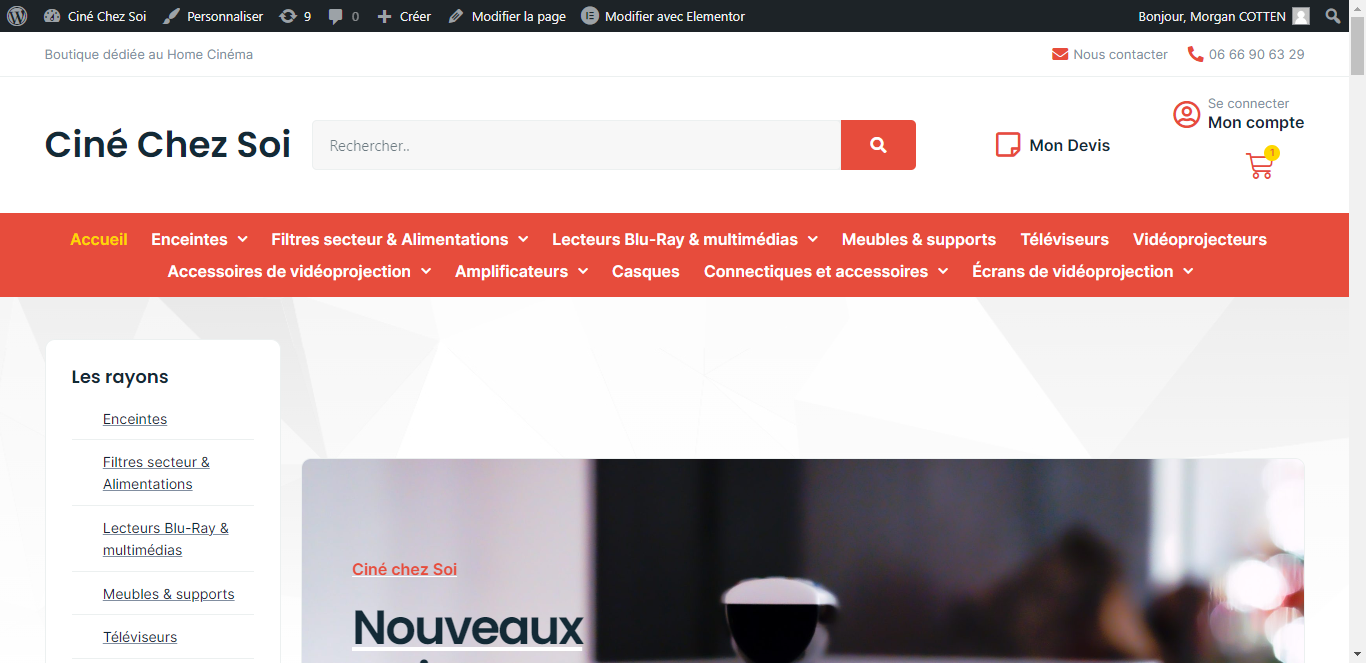 Ciné Chez Soi Personnaliser 9 0 Créer Modifier la page Modifier avec Elementor Bonjour, Morgan COTTEN
Boutique dédiée au Home Cinéma Nous contacter 06 66 90 63 29
Ciné Chez Soi
Rechercher..
Mon Devis
Se connecter
Mon compte
1
Accueil Enceintes Filtres secteur & Alimentations Lecteurs Blu-Ray & multimédias Meubles & supports Téléviseurs Vidéoprojecteurs
Accessoires de vidéoprojection Amplificateurs Casques Connectiques et accessoires Écrans de vidéoprojection
Les rayons
Enceintes
Filtres secteur &
Alimentations
Lecteurs Blu-Ray &
multimédias
Meubles & supports
Téléviseurs
Ciné chez Soi
Nouveaux